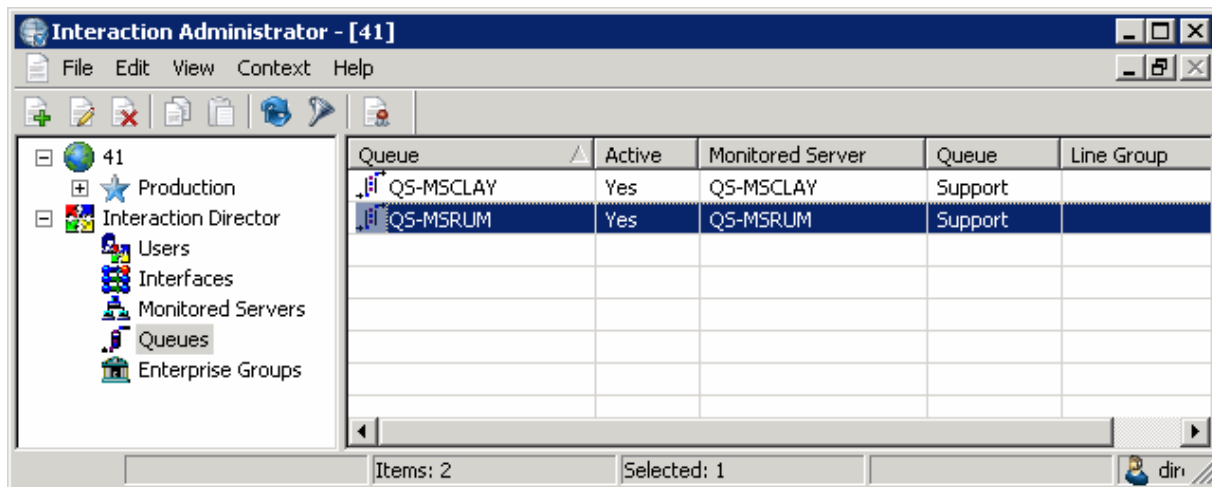 Interaction Administrator - [41]
File Edit View Context Help
41
Production
Interaction Director
Users
Interfaces
Monitored Servers
Queues
Enterprise Groups
Queue Active Monitored Server Queue Line Group
QS-MSCLAY Yes QS-MSCLAY Support
QS-MSRUM Yes QS-MSRUM Support
Items: 2 Selected: 1